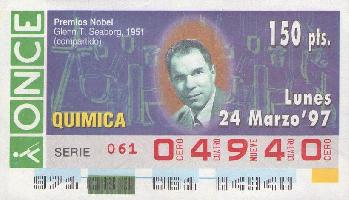 ONCE
Premios Nobel
Glenn T. Seaborg, 1951
(compartido)
150 pts.
QUIMICA
Lunes
24 Marzo'97
SERIE 061
04940
CERO CUATRO NUEVE CUATRO CERO